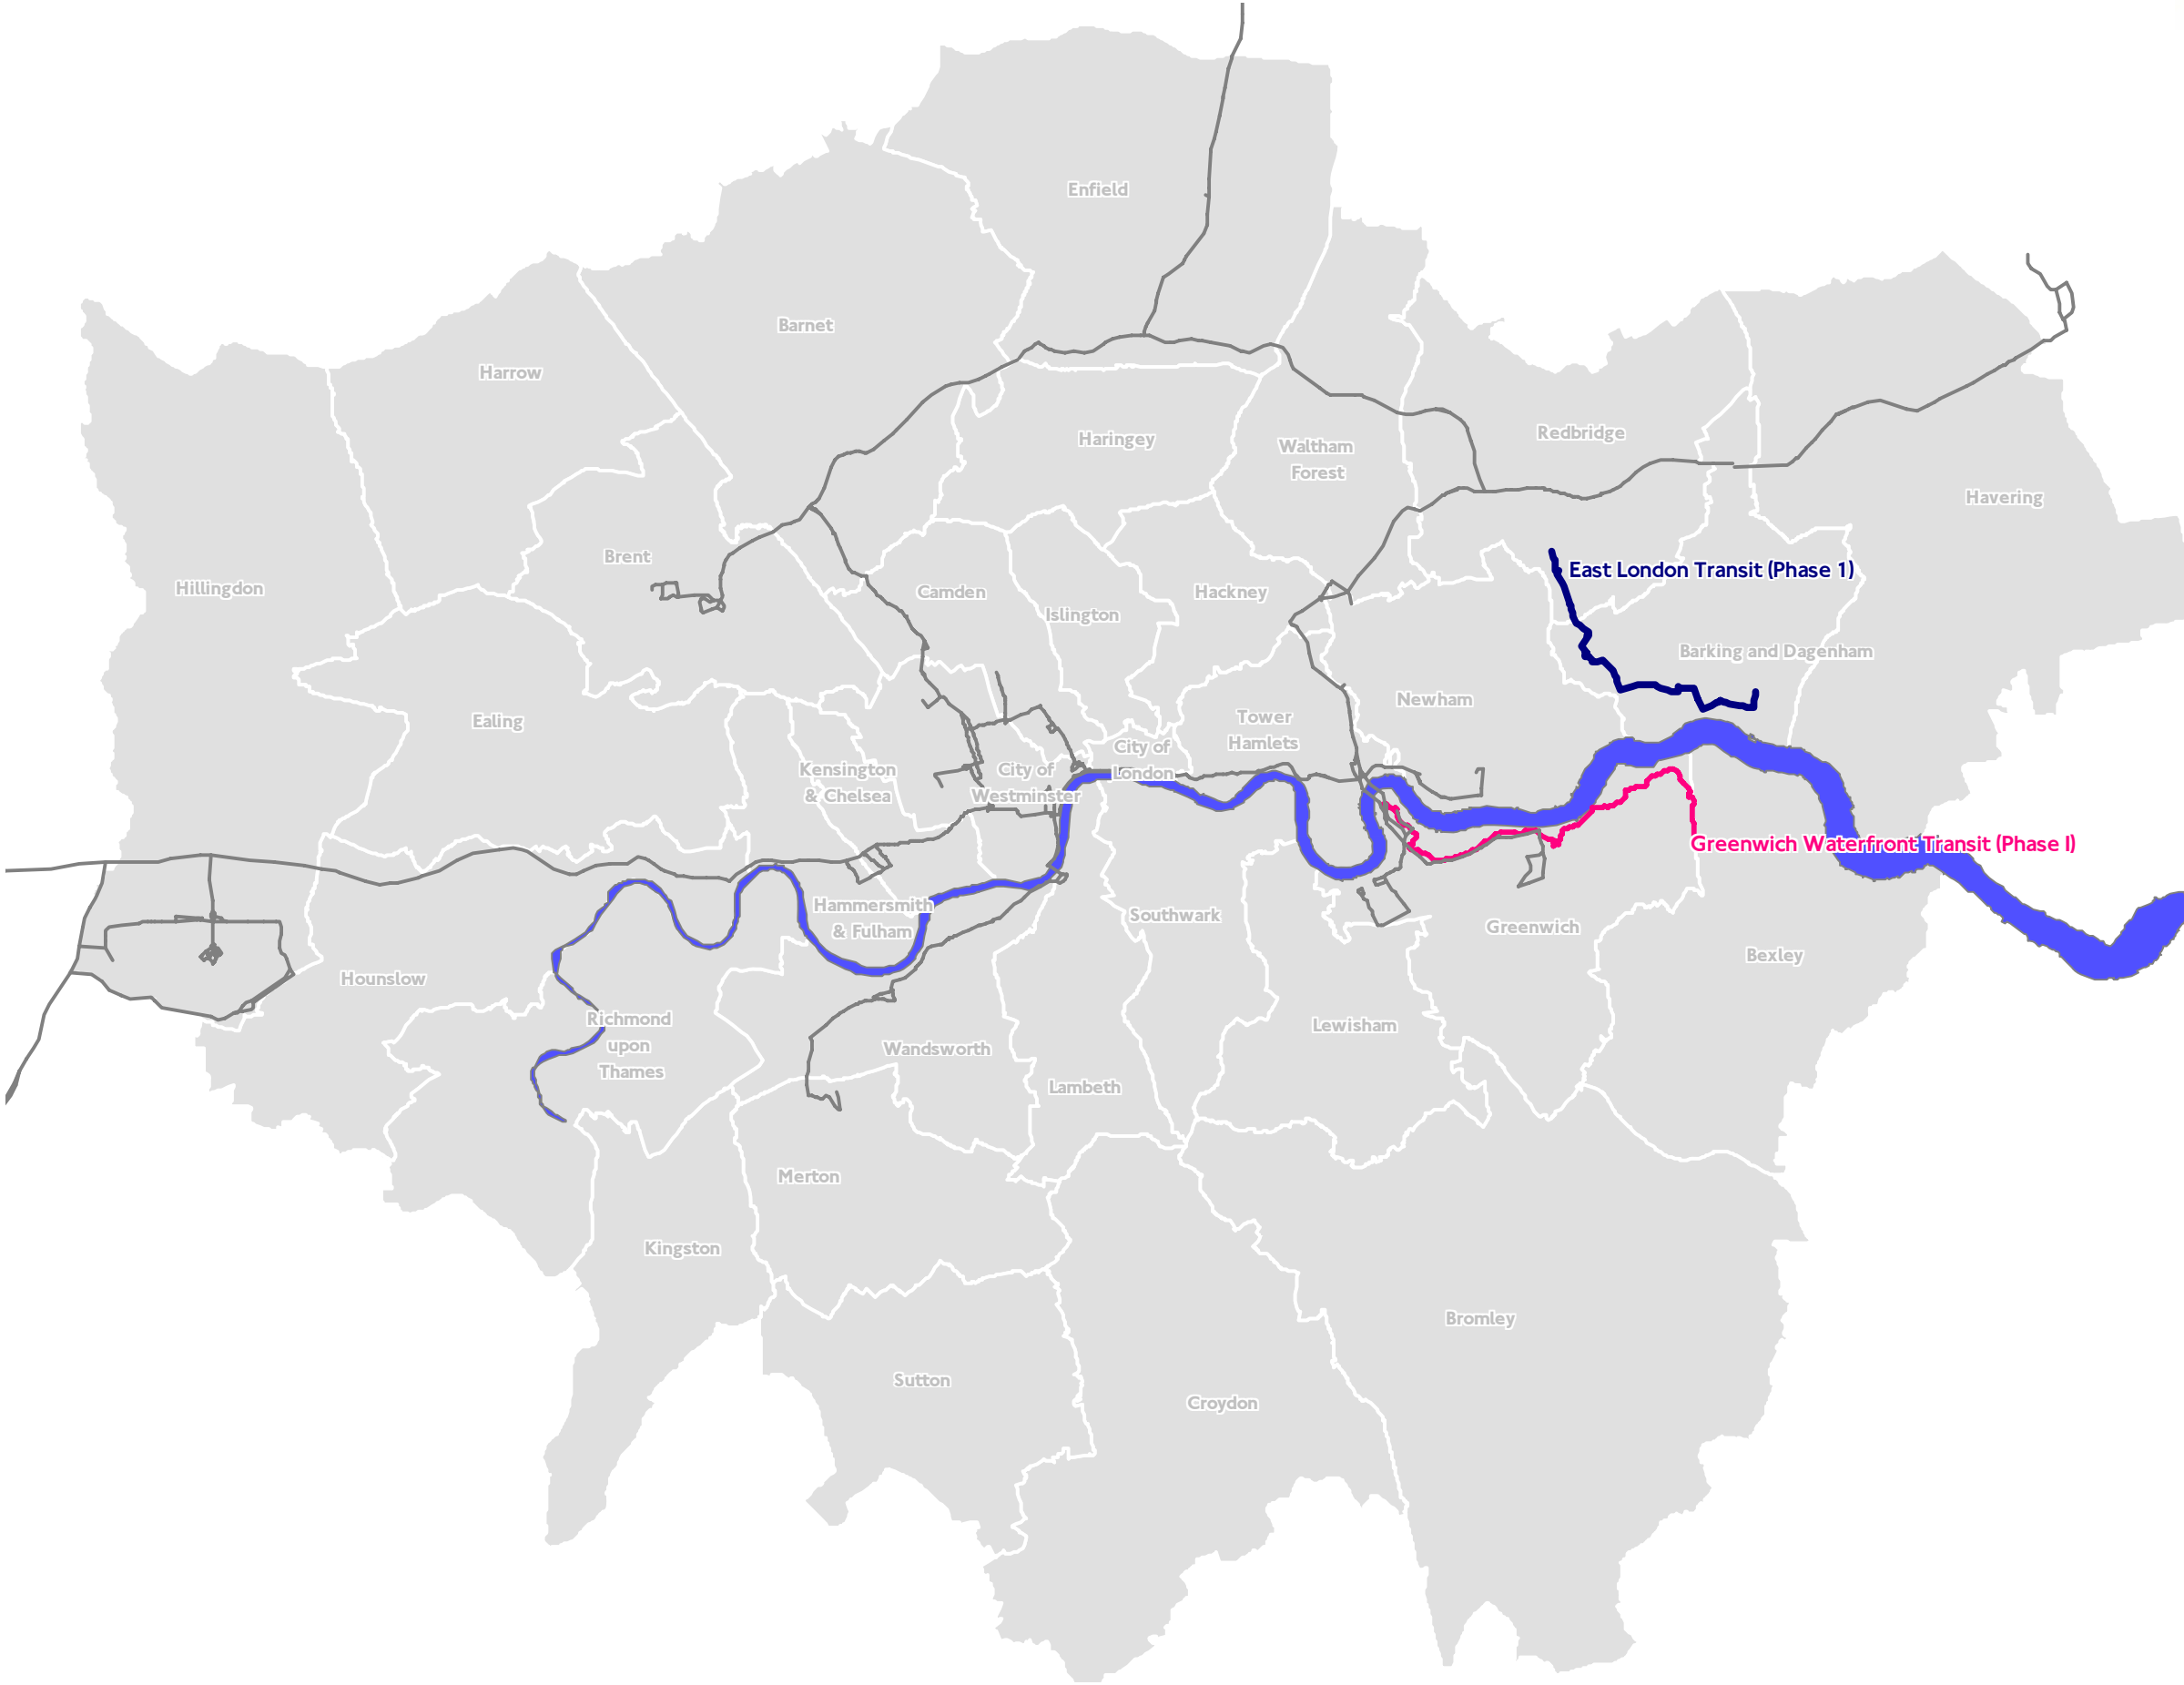 Enfield
Barnet
Harrow
Haringey
Waltham
Forest
Redbridge
Havering
Brent
Hillingdon
Camden
Islington
Hackney
East London Transit (Phase 1)
Barking and Dagenham
Newham
Ealing
Tower
Hamlets
City of
London
Kensington
& Chelsea
City of
Westminster
Greenwich Waterfront Transit (Phase I)
Hammersmith
& Fulham
Southwark
Greenwich
Bexley
Hounslow
Richmond
upon
Thames
Lewisham
Wandsworth
Lambeth
Merton
Kingston
Bromley
Sutton
Croydon